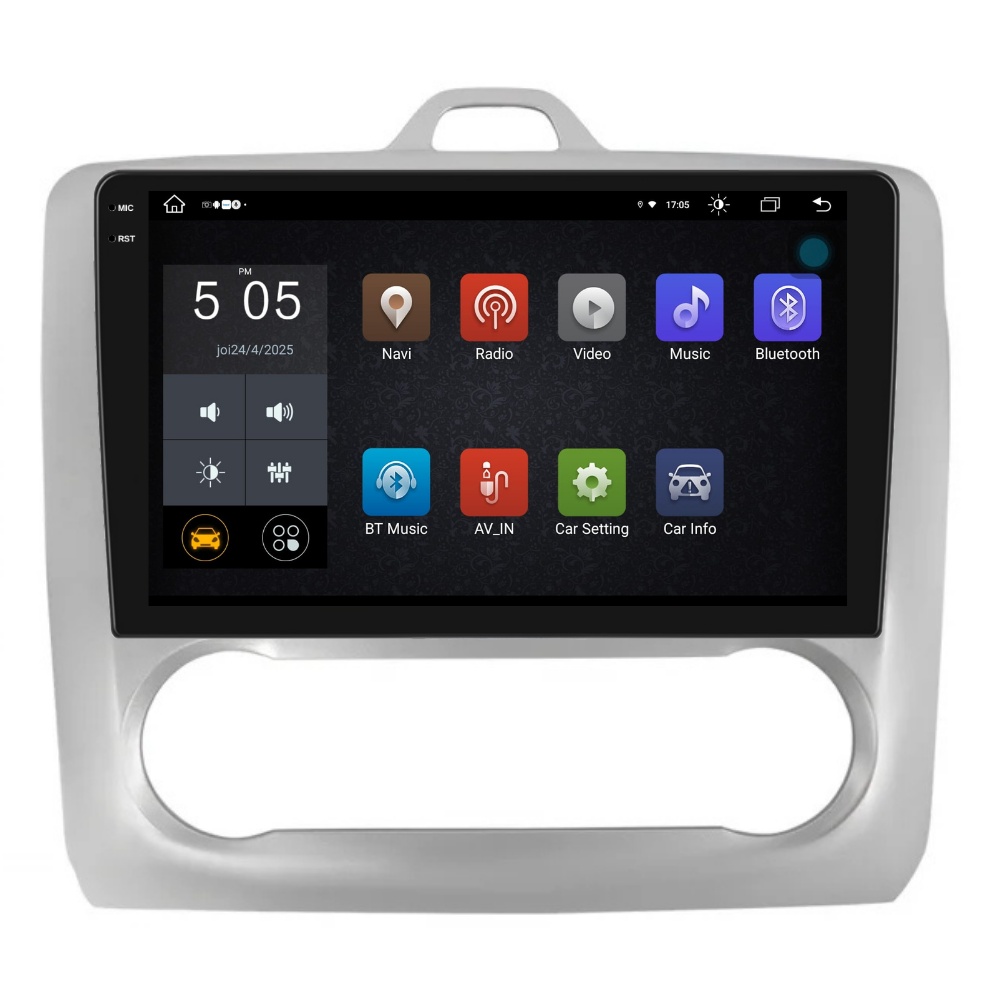 MIC
RST
17:05
PM
5 05
joi24/4/2025
Navi
Radio
Video
Music
Bluetooth
BT Music
AV_IN
Car Setting
Car Info